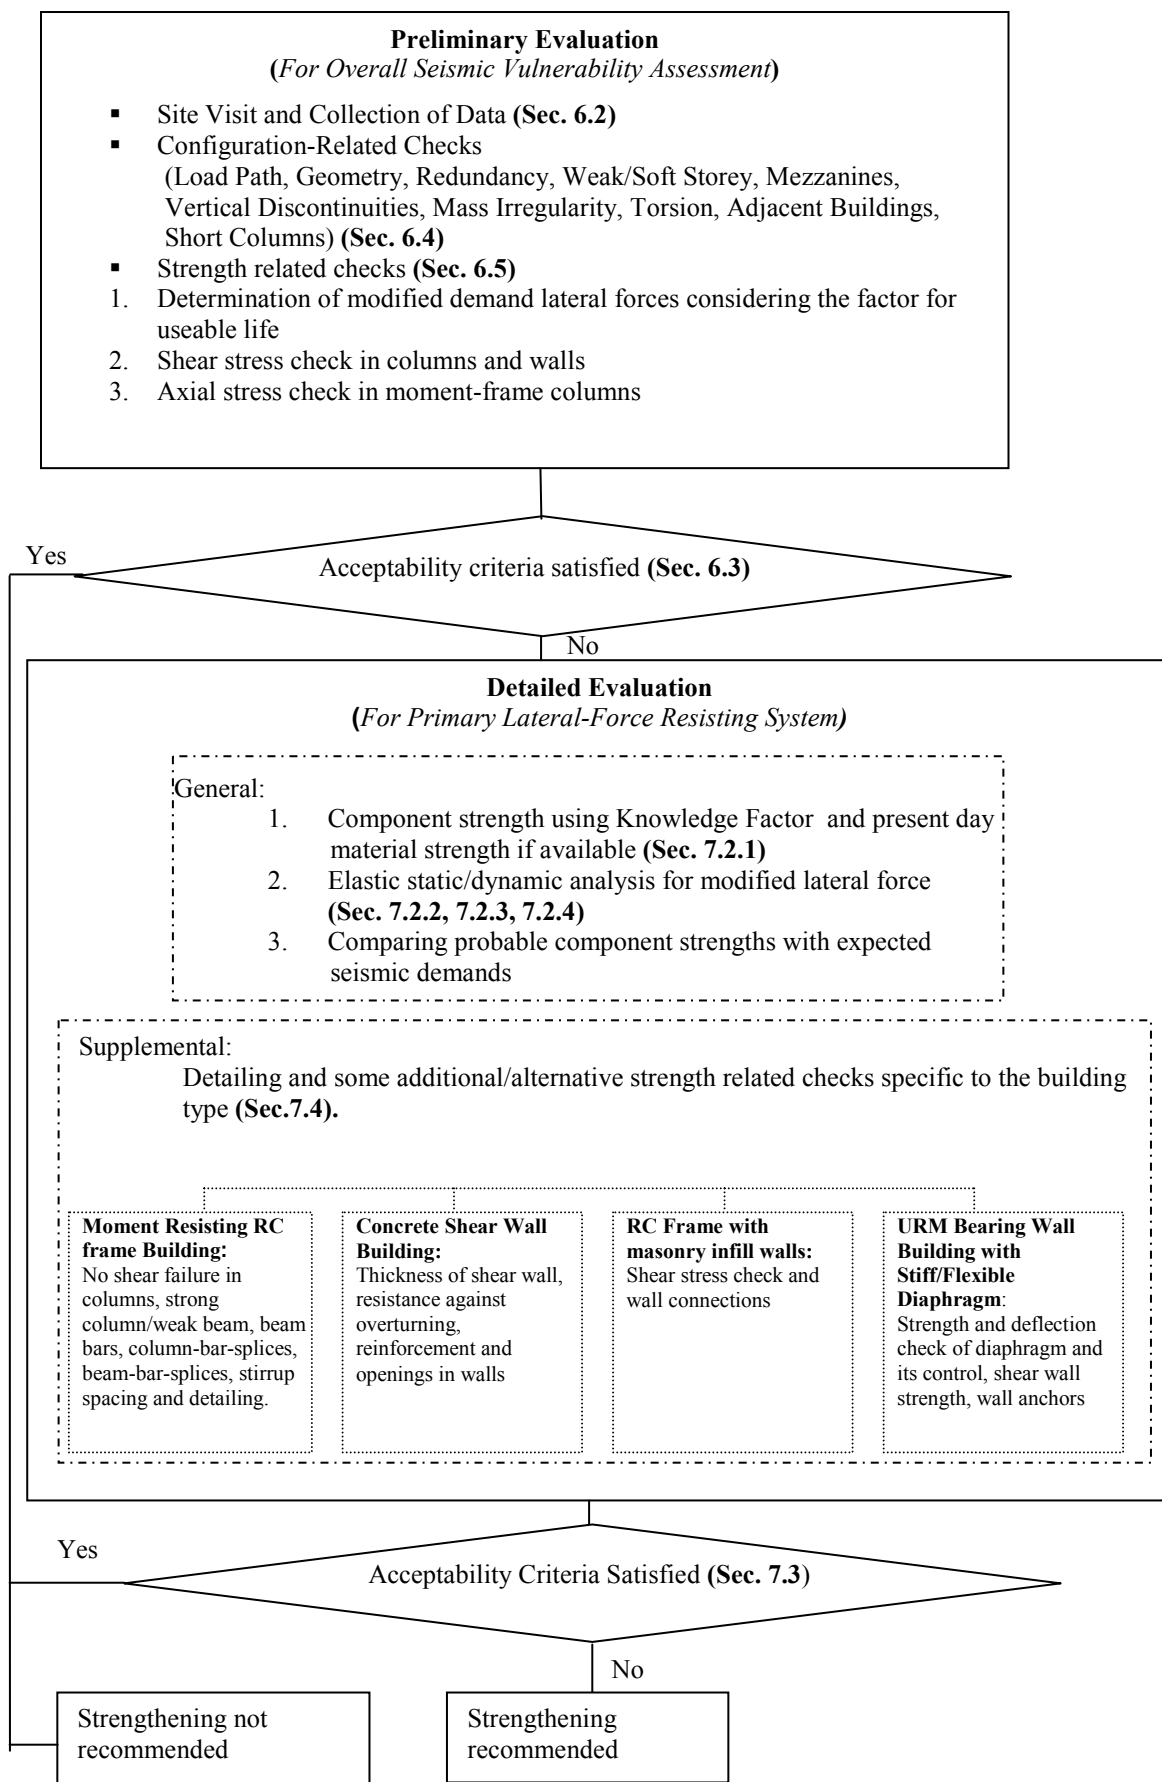 Preliminary Evaluation
(For Overall Seismic Vulnerability Assessment)
▪ Site Visit and Collection of Data (Sec. 6.2)
▪ Configuration-Related Checks
(Load Path, Geometry, Redundancy, Weak/Soft Storey, Mezzanines,
Vertical Discontinuities, Mass Irregularity, Torsion, Adjacent Buildings,
Short Columns) (Sec. 6.4)
▪ Strength related checks (Sec. 6.5)
1. Determination of modified demand lateral forces considering the factor for
useable life
2. Shear stress check in columns and walls
3. Axial stress check in moment-frame columns
Yes
Acceptability criteria satisfied (Sec. 6.3)
No
Detailed Evaluation
(For Primary Lateral-Force Resisting System)
General:
1. Component strength using Knowledge Factor and present day
material strength if available (Sec. 7.2.1)
2. Elastic static/dynamic analysis for modified lateral force
(Sec. 7.2.2, 7.2.3, 7.2.4)
3. Comparing probable component strengths with expected
seismic demands
Supplemental:
Detailing and some additional/alternative strength related checks specific to the building
type (Sec.7.4).
Moment Resisting RC
frame Building:
No shear failure in
columns, strong
column/weak beam, beam
bars, column-bar-splices,
beam-bar-splices, stirrup
spacing and detailing.
Concrete Shear Wall
Building:
Thickness of shear wall,
resistance against
overturning,
reinforcement and
openings in walls
RC Frame with
masonry infill walls:
Shear stress check and
wall connections
URM Bearing Wall
Building with
Stiff/Flexible
Diaphragm:
Strength and deflection
check of diaphragm and
its control, shear wall
strength, wall anchors
Yes
Acceptability Criteria Satisfied (Sec. 7.3)
No
Strengthening not
recommended
Strengthening
recommended